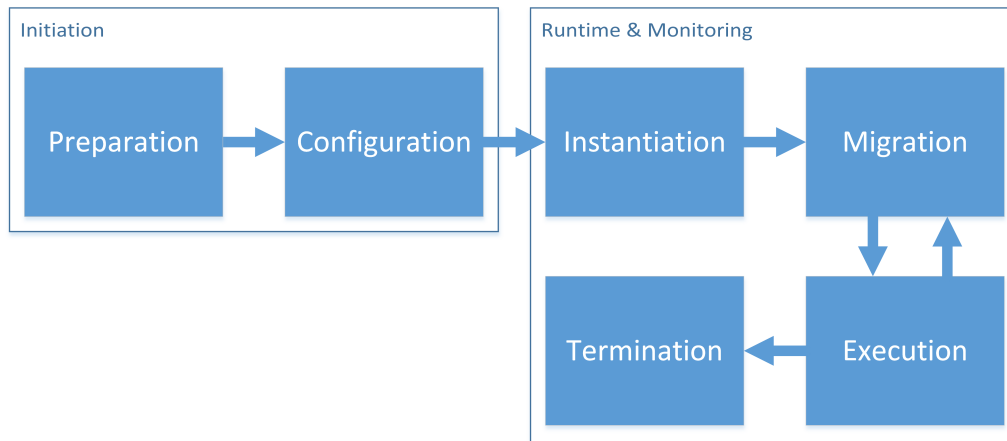 Initiation
Preparation
Configuration
Runtime & Monitoring
Instantiation
Migration
Termination
Execution